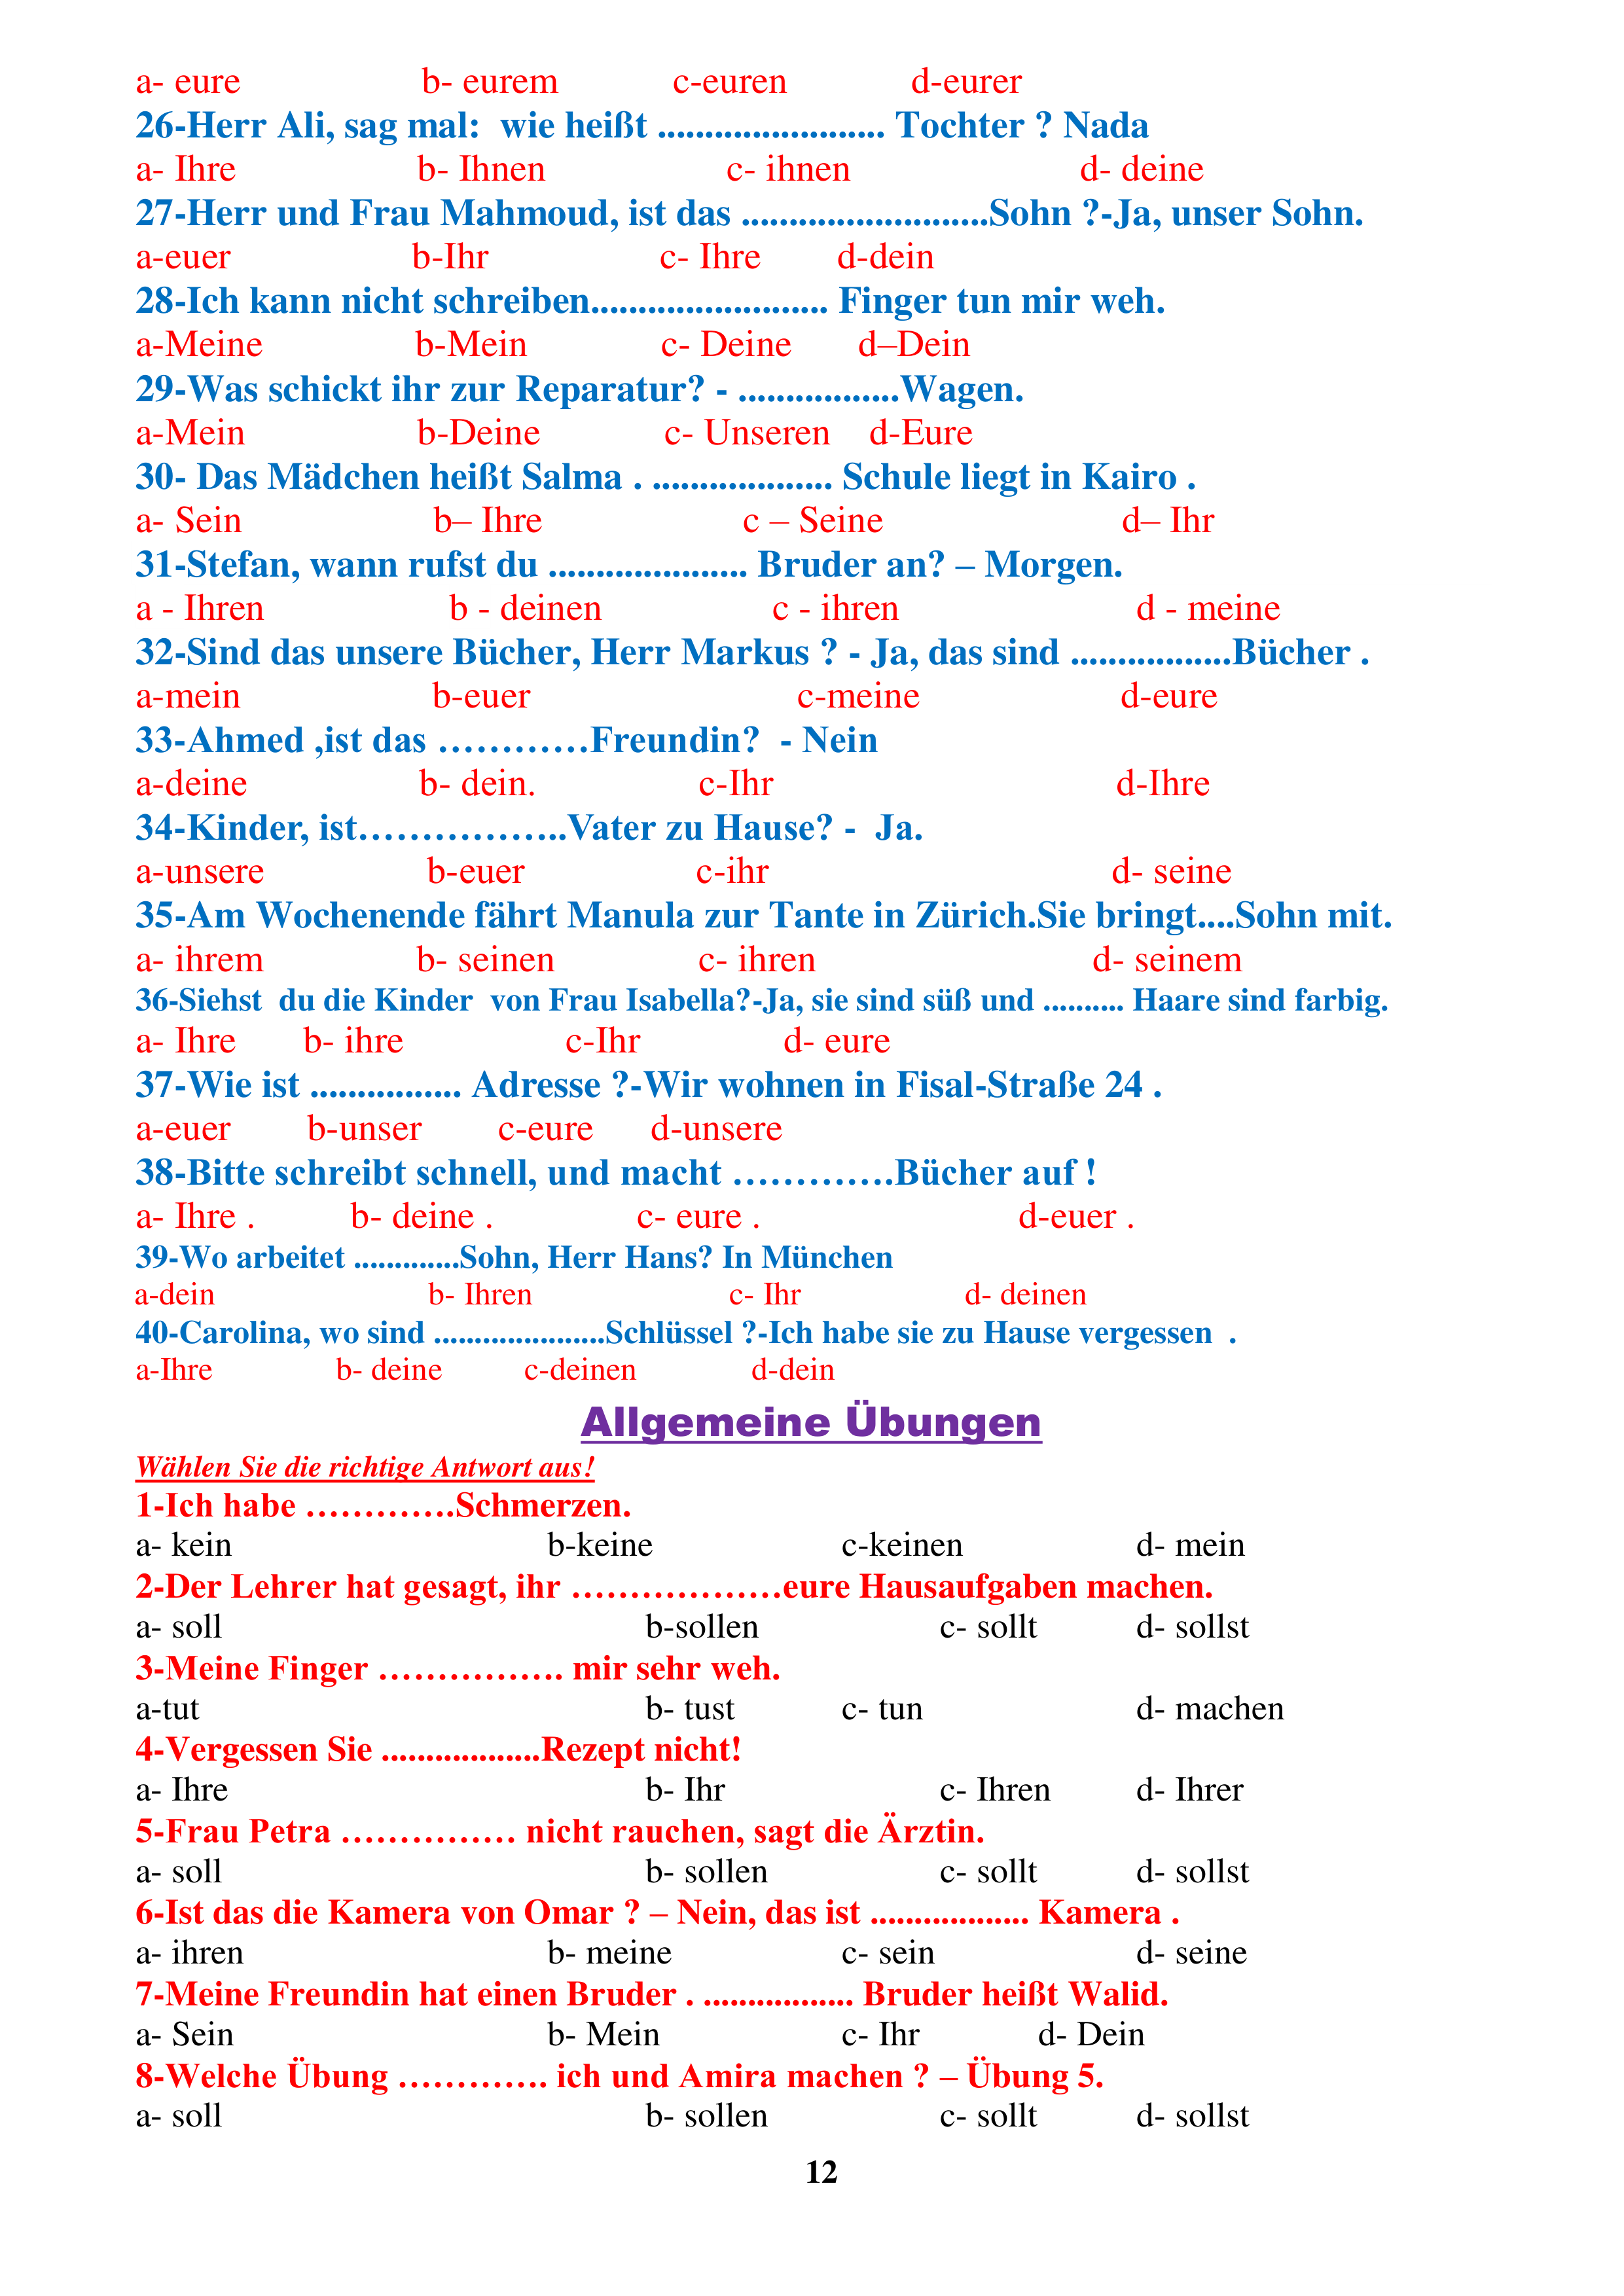 a- eure b- eurem c-euren d-eurer
26-Herr Ali, sag mal: wie heißt ........................ Tochter ? Nada
a- Ihre b- Ihnen c- ihnen d- deine
27-Herr und Frau Mahmoud, ist das ..........................Sohn ?-Ja, unser Sohn.
a-euer b-Ihr c- Ihre d-dein
28-Ich kann nicht schreiben......................... Finger tun mir weh.
a-Meine b-Mein c- Deine d–Dein
29-Was schickt ihr zur Reparatur? - .................Wagen.
a-Mein b-Deine c- Unseren d-Eure
30- Das Mädchen heißt Salma . ................... Schule liegt in Kairo .
a- Sein b– Ihre c – Seine d– Ihr
31-Stefan, wann rufst du ..................... Bruder an? – Morgen.
a - Ihren b - deinen c - ihren d - meine
32-Sind das unsere Bücher, Herr Markus ? - Ja, das sind .................Bücher .
a-mein b-euer c-meine d-eure
33-Ahmed ,ist das …………Freundin? - Nein
a-deine b- dein. c-Ihr d-Ihre
34-Kinder, ist……………..Vater zu Hause? - Ja.
a-unsere b-euer c-ihr d- seine
35-Am Wochenende fährt Manula zur Tante in Zürich.Sie bringt....Sohn mit.
a- ihrem b- seinen c- ihren d- seinem
36-Siehst du die Kinder von Frau Isabella?-Ja, sie sind süß und .......... Haare sind farbig.
a- Ihre b- ihre c-Ihr d- eure
37-Wie ist ................ Adresse ?-Wir wohnen in Fisal-Straße 24 .
a-euer b-unser c-eure d-unsere
38-Bitte schreibt schnell, und macht ………….Bücher auf !
a- Ihre . b- deine . c- eure . d-euer .
39-Wo arbeitet .............Sohn, Herr Hans? In München
a-dein b- Ihren c- Ihr d- deinen
40-Carolina, wo sind .....................Schlüssel ?-Ich habe sie zu Hause vergessen .
a-Ihre b- deine c-deinen d-dein
Allgemeine Übungen
Wählen Sie die richtige Antwort aus!
1-Ich habe ………….Schmerzen.
a- kein b-keine c-keinen d- mein
2-Der Lehrer hat gesagt, ihr ………………eure Hausaufgaben machen.
a- soll b-sollen c- sollt d- sollst
3-Meine Finger ……………. mir sehr weh.
a-tut b- tust c- tun d- machen
4-Vergessen Sie ..................Rezept nicht!
a- Ihre b- Ihr c- Ihren d- Ihrer
5-Frau Petra …………… nicht rauchen, sagt die Ärztin.
a- soll b- sollen c- sollt d- sollst
6-Ist das die Kamera von Omar ? – Nein, das ist .................. Kamera .
a- ihren b- meine c- sein d- seine
7-Meine Freundin hat einen Bruder . ................. Bruder heißt Walid.
a- Sein b- Mein c- Ihr d- Dein
8-Welche Übung …………. ich und Amira machen ? – Übung 5.
a- soll b- sollen c- sollt d- sollst
12